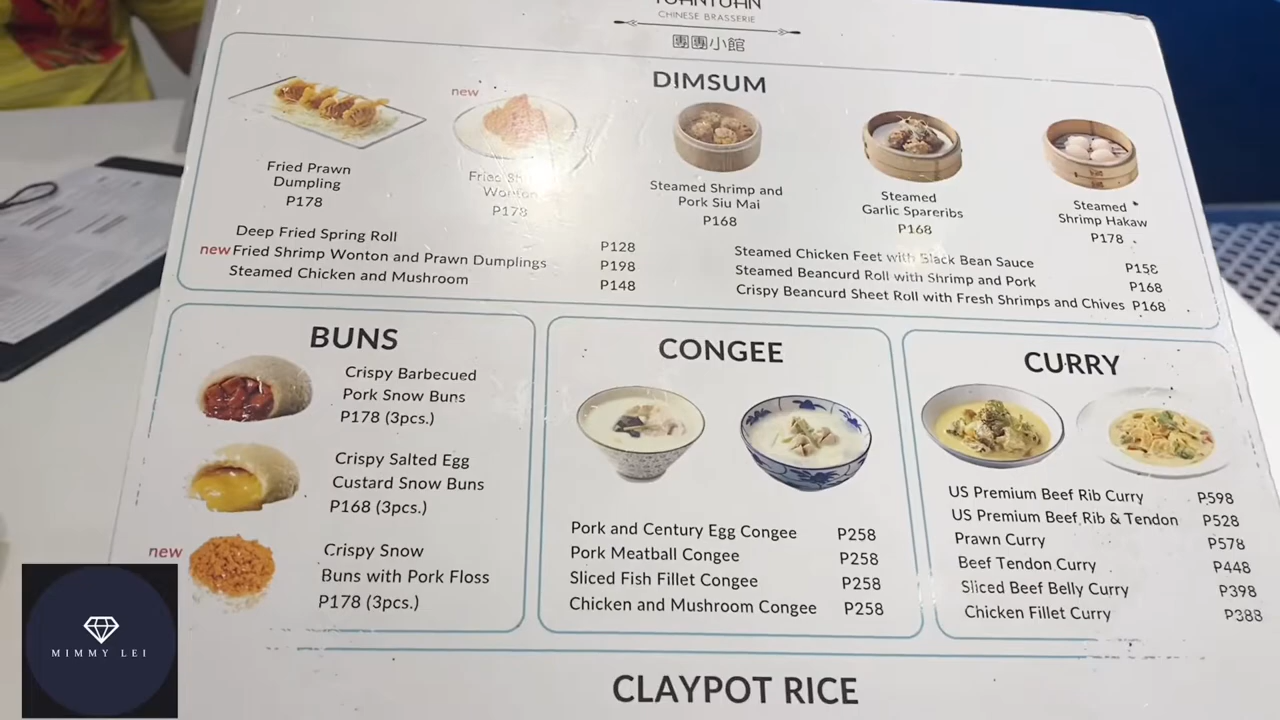 CHINESE BRASSERIE
團團小館
DIMSUM
Fried Prawn
Dumpling
P178
new
Fried
Wonton
P178
Steamed Shrimp and
Pork Siu Mai
P168
Steamed
Garlic Spareribs
P168
Steamed
Shrimp Hakaw
P178
Deep Fried Spring Roll P128
new Fried Shrimp Wonton and Prawn Dumplings P198
Steamed Chicken and Mushroom P148
Steamed Chicken Feet with Black Bean Sauce P158
Steamed Beancurd Roll with Shrimp and Pork P168
Crispy Beancurd Sheet Roll with Fresh Shrimps and Chives P168
BUNS
Crispy Barbecued
Pork Snow Buns
P178 (3pcs.)
Crispy Salted Egg
Custard Snow Buns
P168 (3pcs.)
new
Crispy Snow
Buns with Pork Floss
P178 (3pcs.)
CONGEE
Pork and Century Egg Congee P258
Pork Meatball Congee P258
Sliced Fish Fillet Congee P258
Chicken and Mushroom Congee P258
CURRY
US Premium Beef Rib Curry P598
US Premium Beef Rib & Tendon P528
Prawn Curry P578
Beef Tendon Curry P448
Sliced Beef Belly Curry P398
Chicken Fillet Curry P388
CLAYPOT RICE
MIMMY LEI